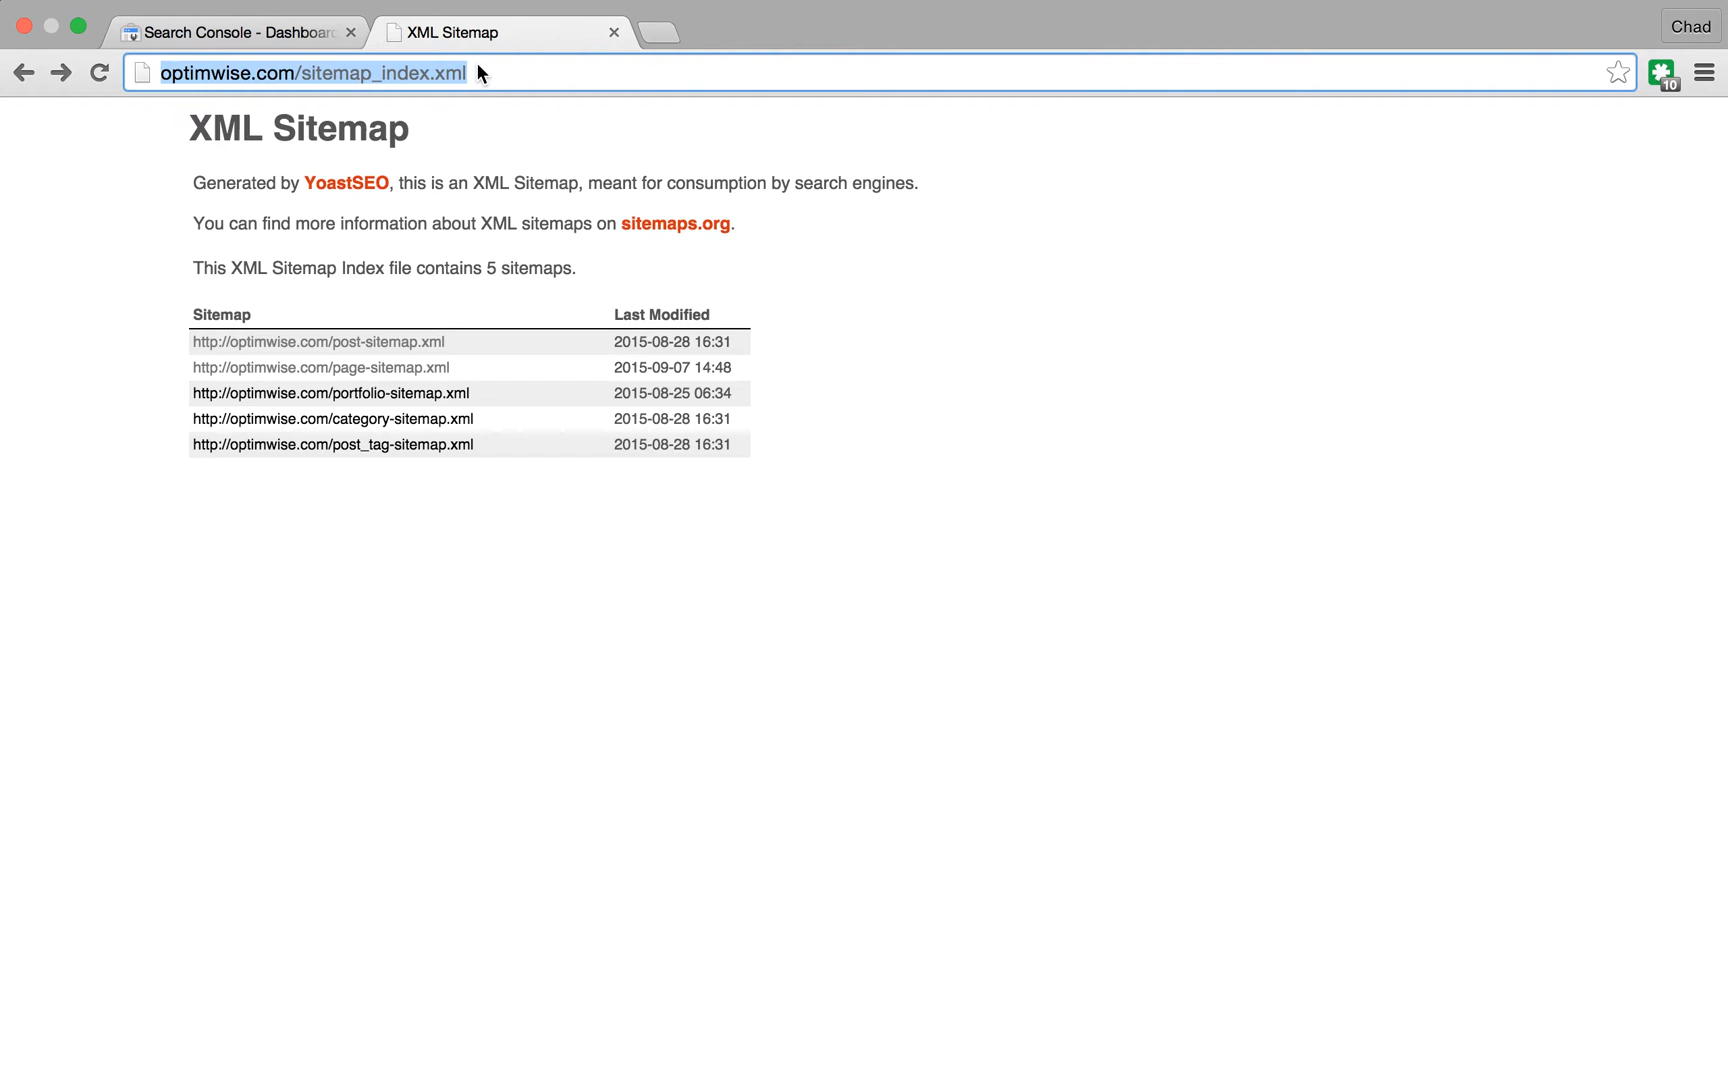 Search Console - Dashboard
XML Sitemap
Chad
optimwise.com/sitemap_index.xml
10
XML Sitemap
Generated by YoastSEO, this is an XML Sitemap, meant for consumption by search engines.
You can find more information about XML sitemaps on sitemaps.org.
This XML Sitemap Index file contains 5 sitemaps.
Sitemap Last Modified
http://optimwise.com/post-sitemap.xml 2015-08-28 16:31
http://optimwise.com/page-sitemap.xml 2015-09-07 14:48
http://optimwise.com/portfolio-sitemap.xml 2015-08-25 06:34
http://optimwise.com/category-sitemap.xml 2015-08-28 16:31
http://optimwise.com/post_tag-sitemap.xml 2015-08-28 16:31